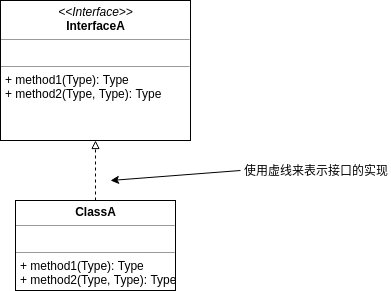 <<Interface>>
InterfaceA
+ method1(Type): Type
+ method2(Type, Type): Type
使用虚线来表示接口的实现
ClassA
+ method1(Type): Type
+ method2(Type, Type): Type